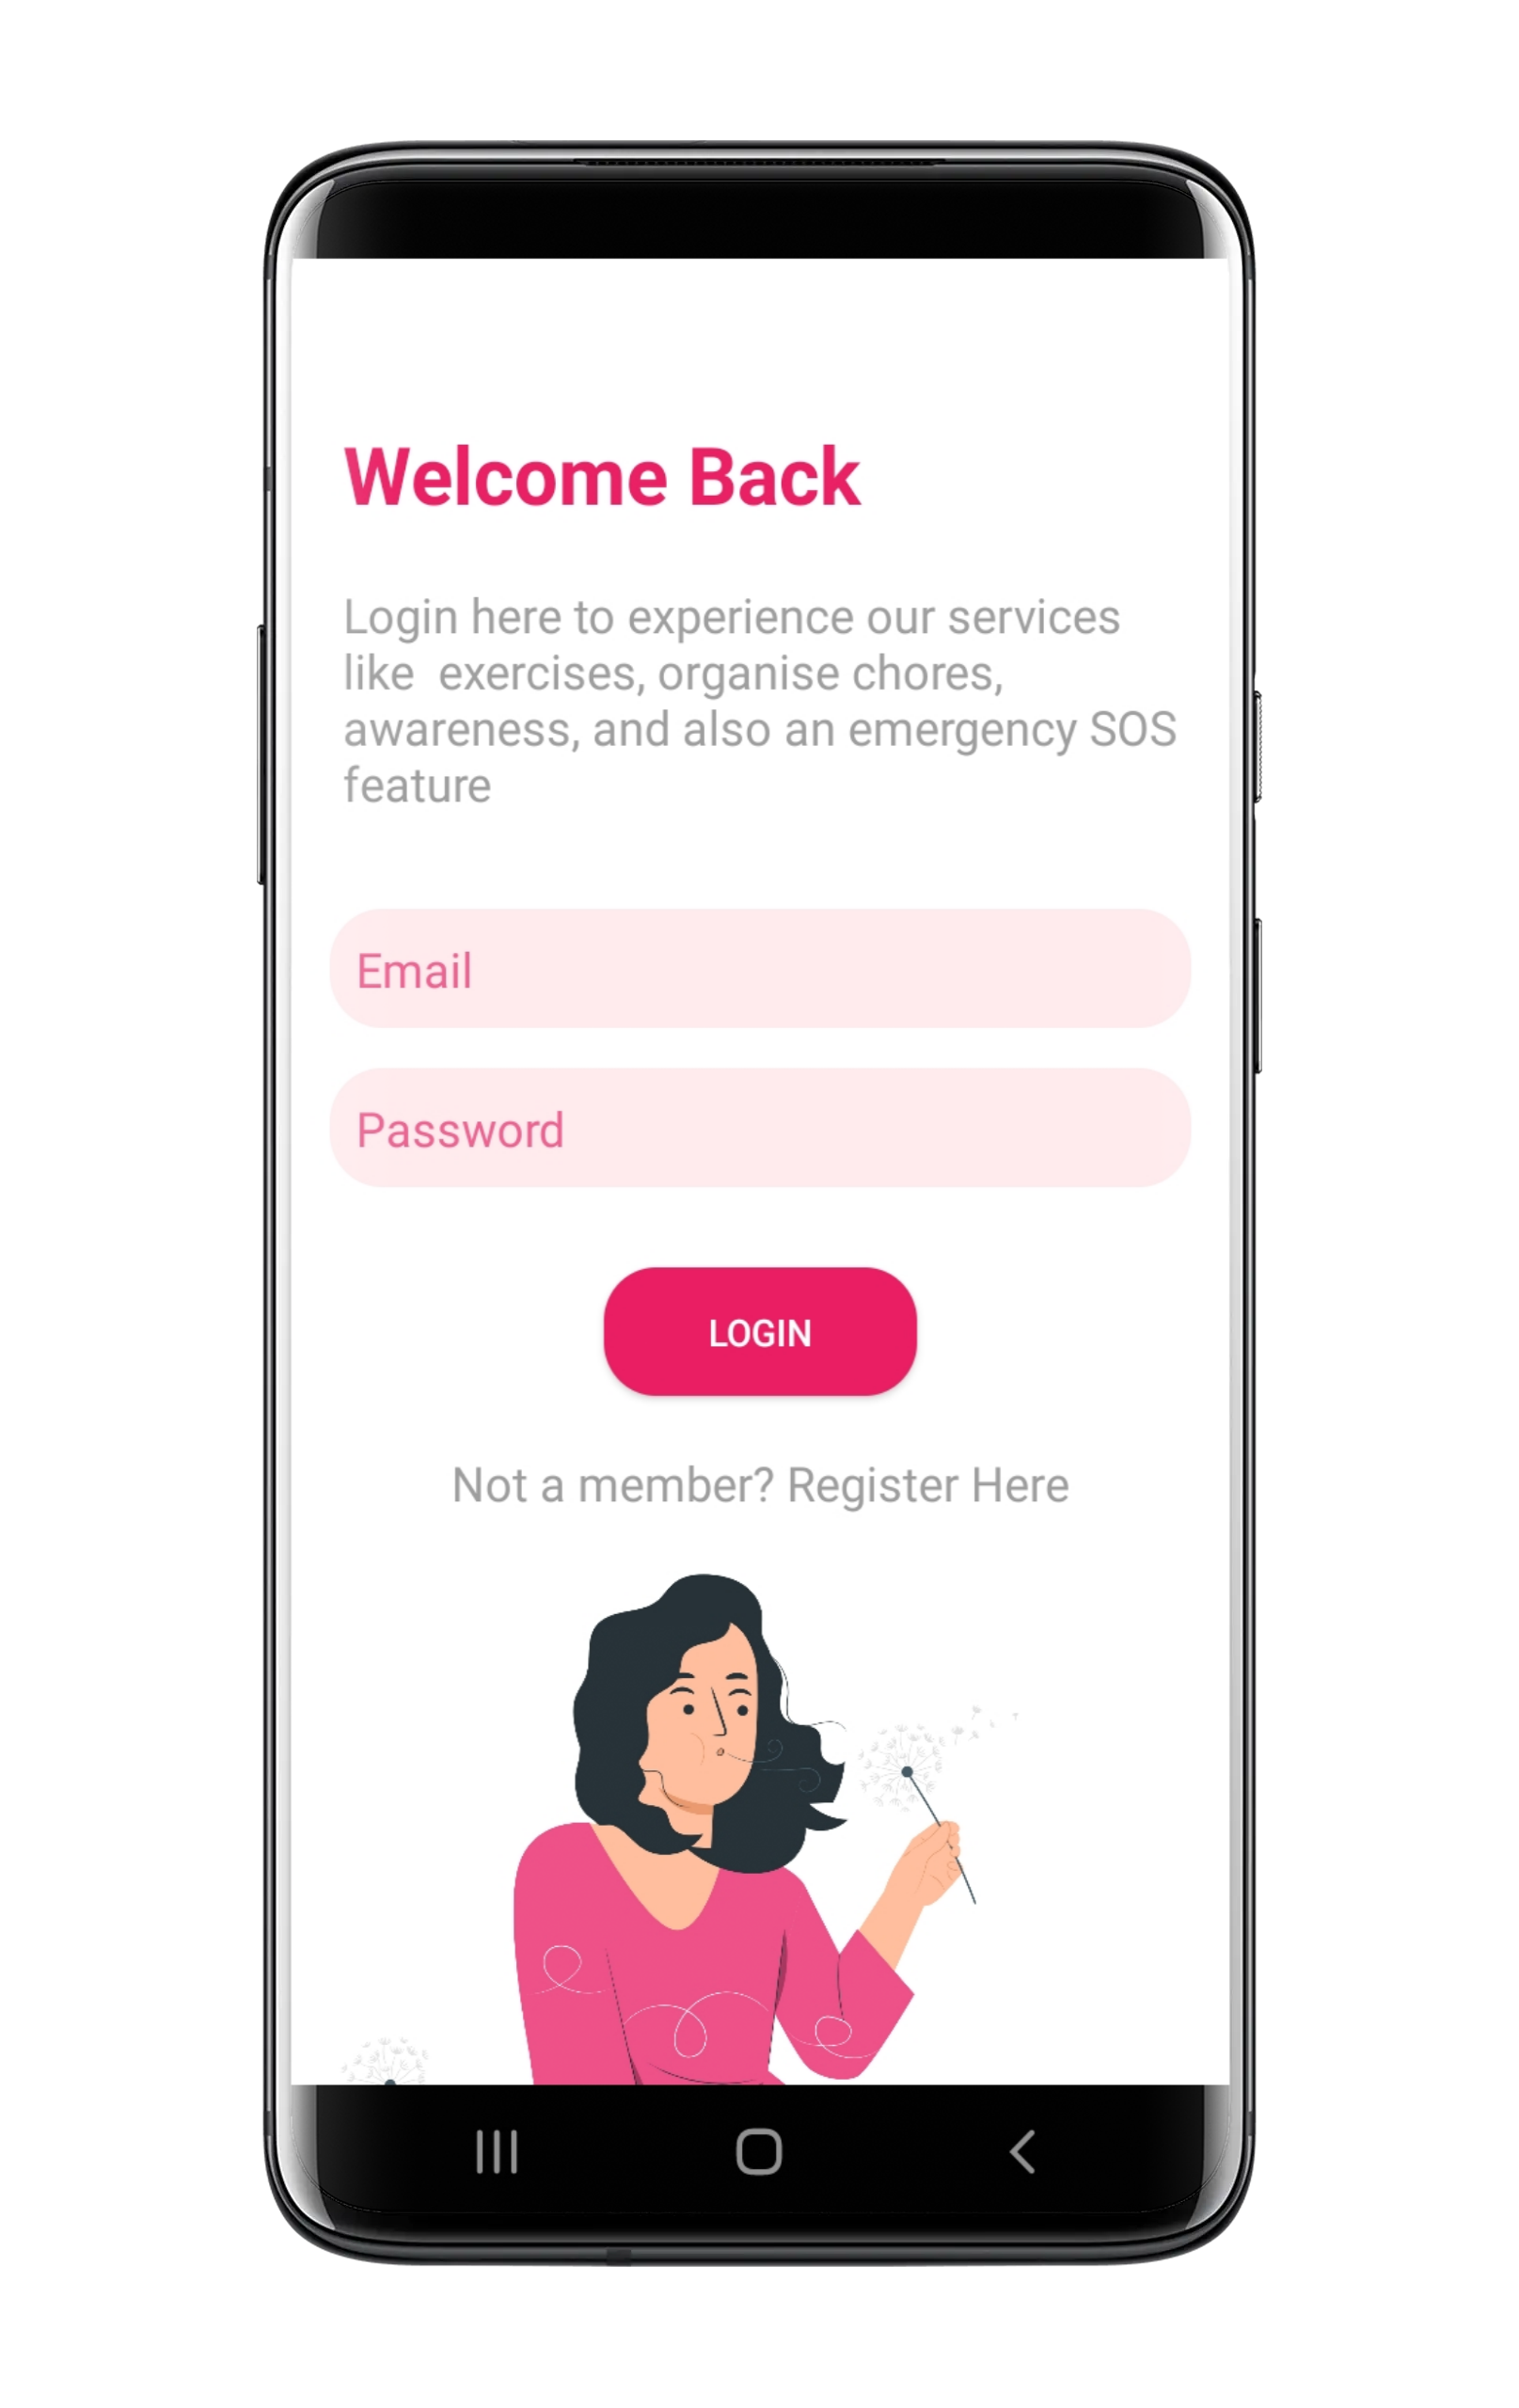 Welcome Back
Login here to experience our services
like  exercises, organise chores,
awareness, and also an emergency SOS
feature
Email
Password
LOGIN
Not a member? Register Here